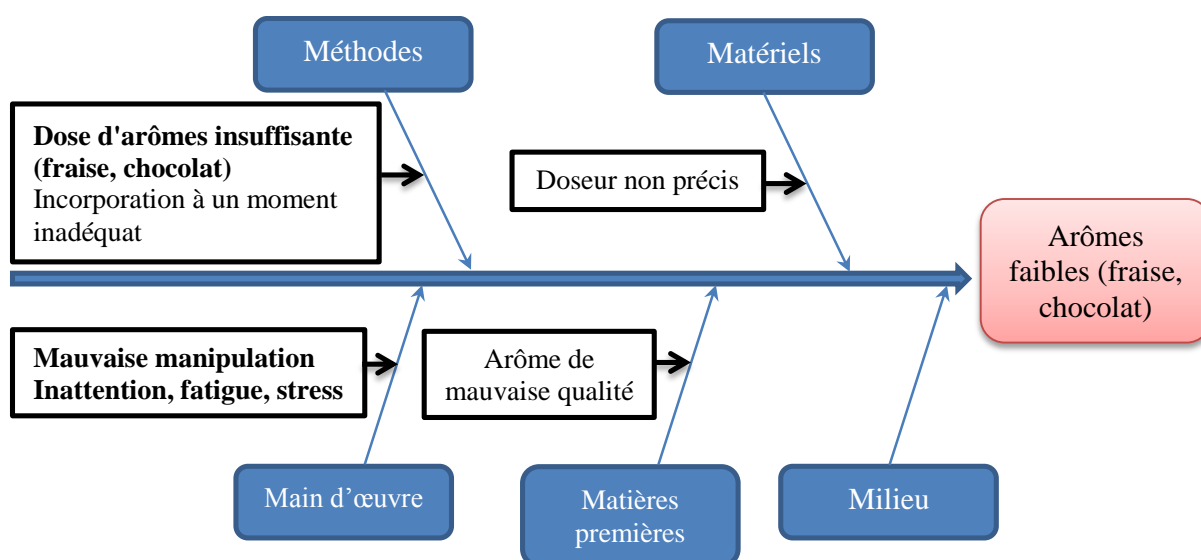 Méthodes
Matériels
Dose d'arômes insuffisante
(fraise, chocolat)
Incorporation à un moment
inadéquat
Doseur non précis
Arômes
faibles (fraise,
chocolat)
Mauvaise manipulation
Inattention, fatigue, stress
Arôme de
mauvaise qualité
Main d’œuvre
Matières
premières
Milieu